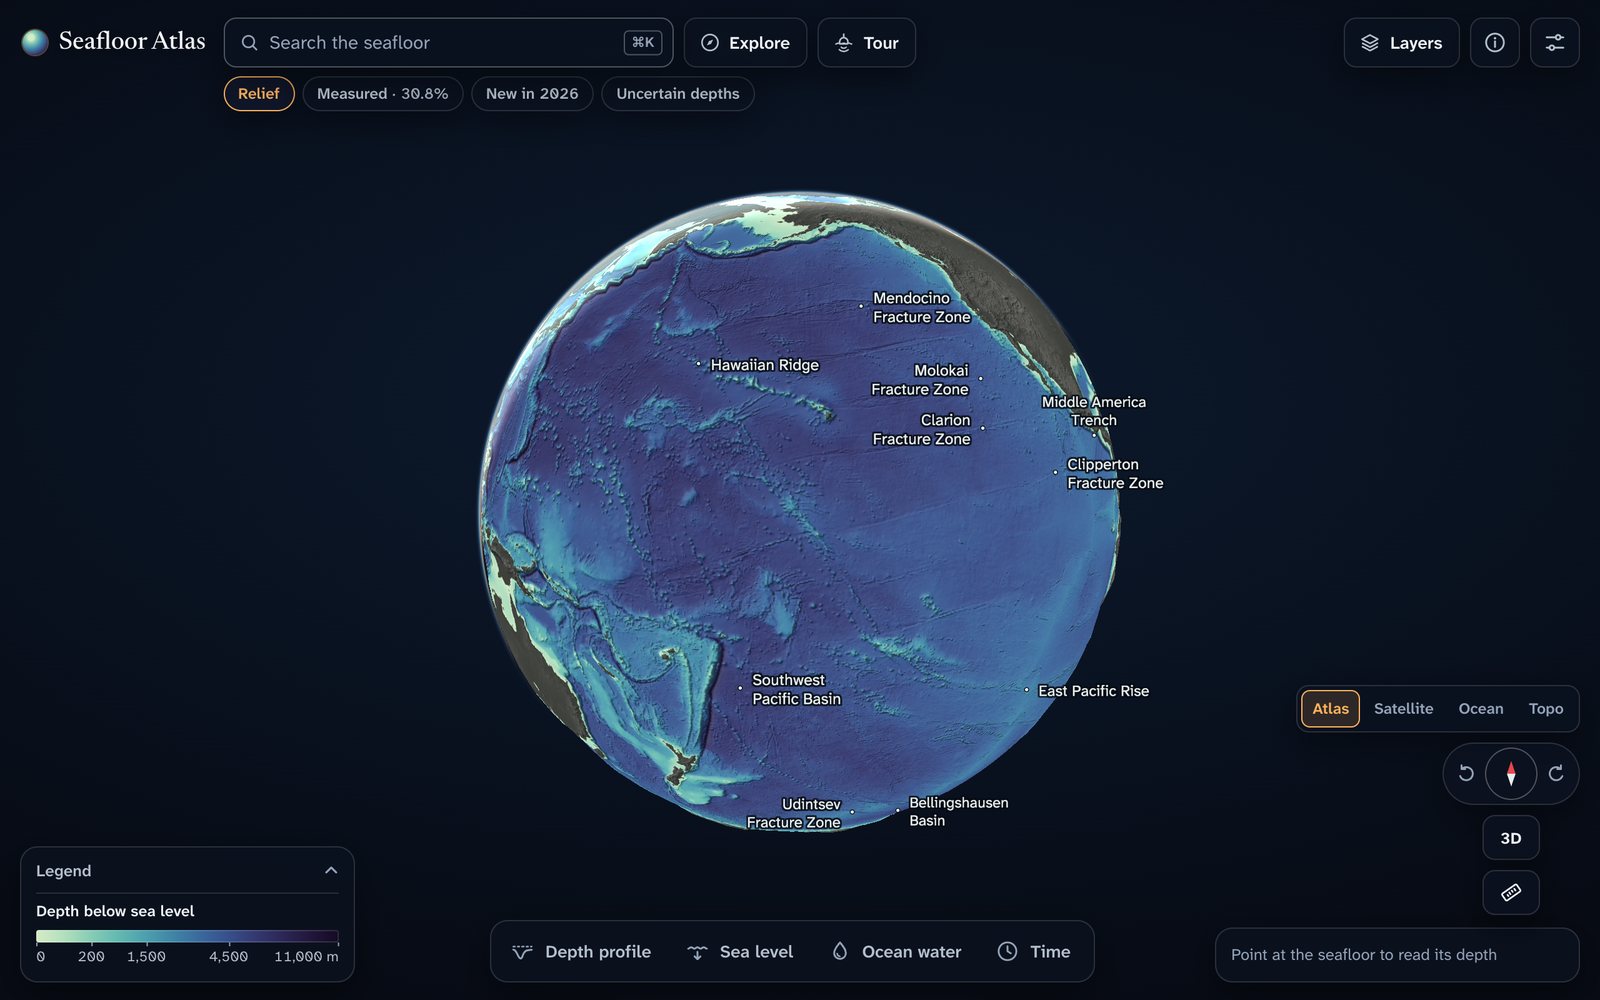 Seafloor Atlas
Search the seafloor
⌘K
Explore
Tour
Layers
Relief
Measured · 30.8%
New in 2026
Uncertain depths
Mendocino
Fracture Zone
Hawaiian Ridge
Molokai
Fracture Zone
Middle America
Trench
Clarion
Fracture Zone
Clipperton
Fracture Zone
Southwest
Pacific Basin
East Pacific Rise
Udintsev
Fracture Zone
Bellingshausen
Basin
Atlas
Satellite
Ocean
Topo
3D
Legend
Depth below sea level
0 200 1,500 4,500 11,000 m
Depth profile
Sea level
Ocean water
Time
Point at the seafloor to read its depth